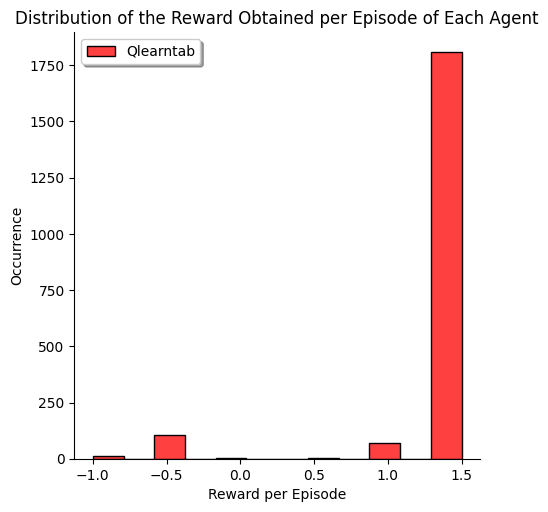 Distribution of the Reward Obtained per Episode of Each Agent
Qlearntab
1750
1500
1250
1000
750
500
250
0
Occurrence
−1.0 −0.5 0.0 0.5 1.0 1.5
Reward per Episode